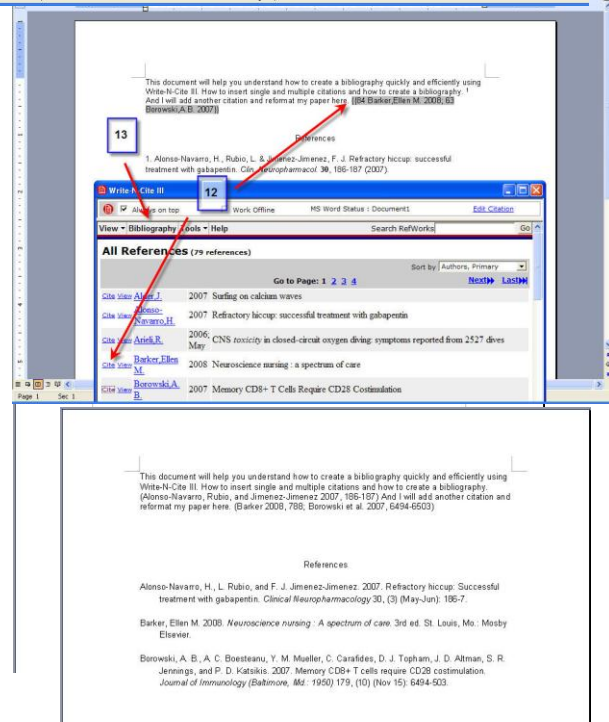 This document will help you understand how to create a bibliography quickly and efficiently using
Write-N-Cite III. How to insert single and multiple citations and how to create a bibliography. 1
And I will add another citation and reformat my paper here. {{64 Barker,Ellen M. 2008; 63
Borowski,A.B. 2007}}
13
References
1. Alonso-Navarro, H., Rubio, L. & Jimenez-Jimenez, F. J. Refractory hiccup: successful
treatment with gabapentin. Clin. Neuropharmacol. 30, 186-187 (2007).
12
Write-N-Cite III
Always on top Work Offline MS Word Status : Document1 Edit Citation
View Bibliography Tools Help Search RefWorks Go
All References (79 references)
Sort by Authors, Primary
Go to Page: 1 2 3 4 Next Last
Cite View J. 2007 Surfing on calcium waves
Cite View Alonso-Navarro,H. 2007 Refractory hiccup: successful treatment with gabapentin
Cite View Arieli,R. 2006; May CNS toxicity in closed-circuit oxygen diving: symptoms reported from 2527 dives
Cite View Barker,Ellen M. 2008 Neuroscience nursing : a spectrum of care
Cite View Borowski,A.B. 2007 Memory CD8+ T Cells Require CD28 Costimulation
Page 1 Sec 1
This document will help you understand how to create a bibliography quickly and efficiently using
Write-N-Cite III. How to insert single and multiple citations and how to create a bibliography.
(Alonso-Navarro, Rubio, and Jimenez-Jimenez 2007, 186-187) And I will add another citation and
reformat my paper here. (Barker 2008, 788; Borowski et al. 2007, 6494-6503)
References
Alonso-Navarro, H., L. Rubio, and F. J. Jimenez-Jimenez. 2007. Refractory hiccup: Successful
treatment with gabapentin. Clinical Neuropharmacology 30, (3) (May-Jun): 186-7.
Barker, Ellen M. 2008. Neuroscience nursing : A spectrum of care. 3rd ed. St. Louis, Mo.: Mosby
Elsevier.
Borowski, A. B., A. C. Boesteanu, Y. M. Mueller, C. Carafides, D. J. Topham, J. D. Altman, S. R.
Jennings, and P. D. Katsikis. 2007. Memory CD8+ T cells require CD28 costimulation.
Journal of Immunology (Baltimore, Md.: 1950) 179, (10) (Nov 15): 6494-503.